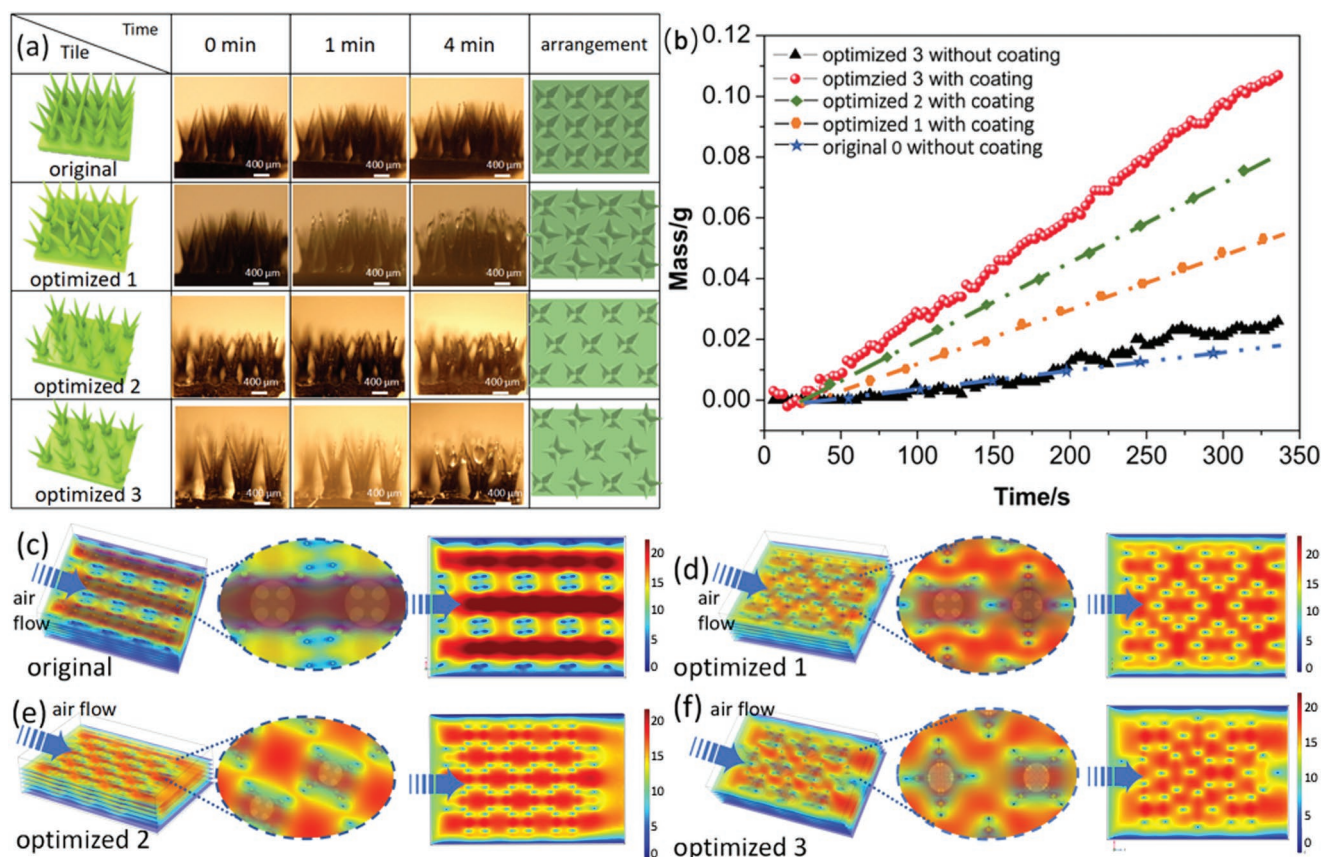 (a)
Time
Tile
0 min
1 min
4 min
arrangement
original
400 µm
400 µm
400 µm
optimized 1
400 µm
400 µm
400 µm
optimized 2
400 µm
400 µm
400 µm
optimized 3
400 µm
400 µm
400 µm
(b)
optimized 3 without coating
optimzied 3 with coating
optimized 2 with coating
optimized 1 with coating
original 0 without coating
0.12
0.10
0.08
0.06
0.04
0.02
0.00
Mass/g
0
50
100
150
200
250
300
350
Time/s
(c)
air
flow
original
20
15
10
5
0
(d)
air
flow
optimized 1
20
15
10
5
0
(e)
air flow
optimized 2
20
15
10
5
0
(f)
air flow
optimized 3
20
15
10
5
0